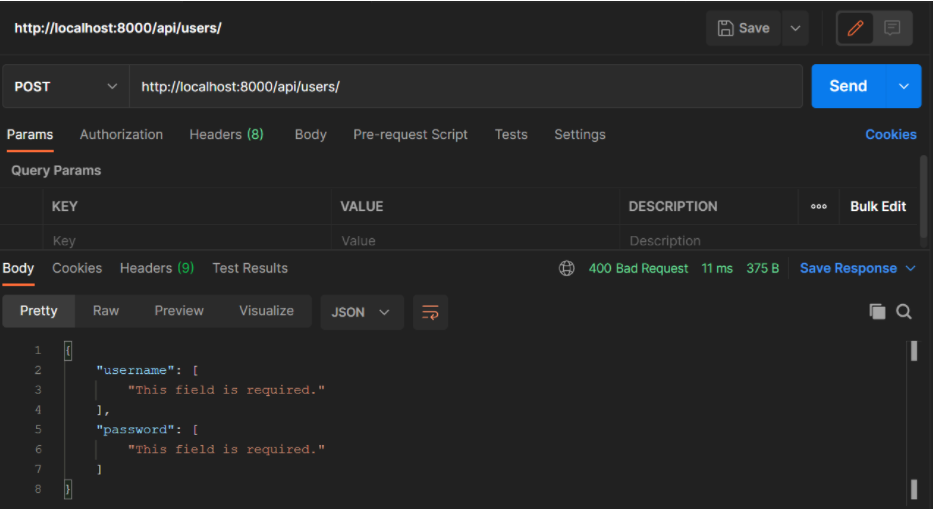 http://localhost:8000/api/users/ Save
POST http://localhost:8000/api/users/ Send
Params Authorization Headers (8) Body Pre-request Script Tests Settings Cookies
Query Params
KEY VALUE DESCRIPTION ooo Bulk Edit
Key Value Description
Body Cookies Headers (9) Test Results 400 Bad Request 11 ms 375 B Save Response
Pretty Raw Preview Visualize JSON
1 {
2 "username": [
3 "This field is required."
4 ],
5 "password": [
6 "This field is required."
7 ]
8 }